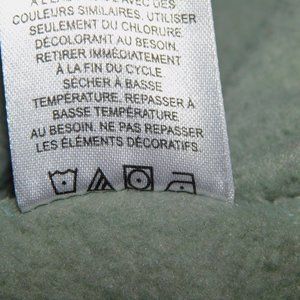 COULEURS SIMILAIRES. UTILISER
SEULEMENT DU CHLORURE
DÉCOLORANT AU BESOIN.
RETIRER IMMÉDIATEMENT
À LA FIN DU CYCLE
SÉCHER À BASSE
TEMPÉRATURE. REPASSER À
BASSE TEMPÉRATURE.
AU BESOIN. NE PAS REPASSER
LES ÉLÉMENTS DÉCORATIFS.